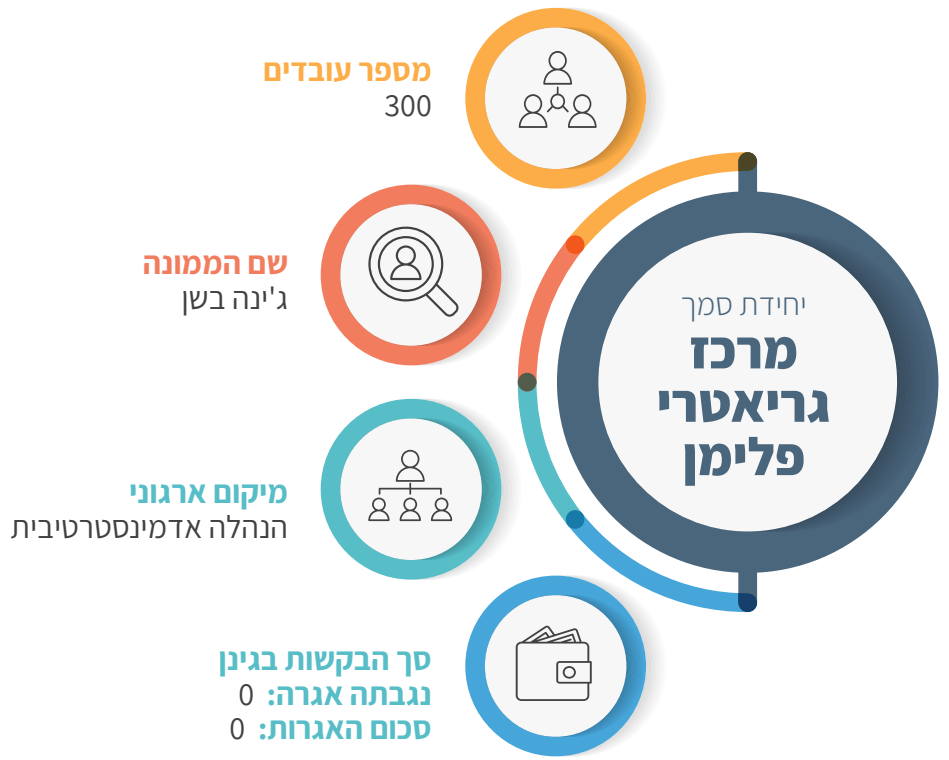 יחידת סמך
מרכז
גריאטרי
פלימן
מספר עובדים
300
שם הממונה
ג'ינה בשן
מיקום ארגוני
הנהלה אדמינסטרטיבית
סך הבקשות בגינן
נגבתה אגרה: 0
סכום האגרות: 0